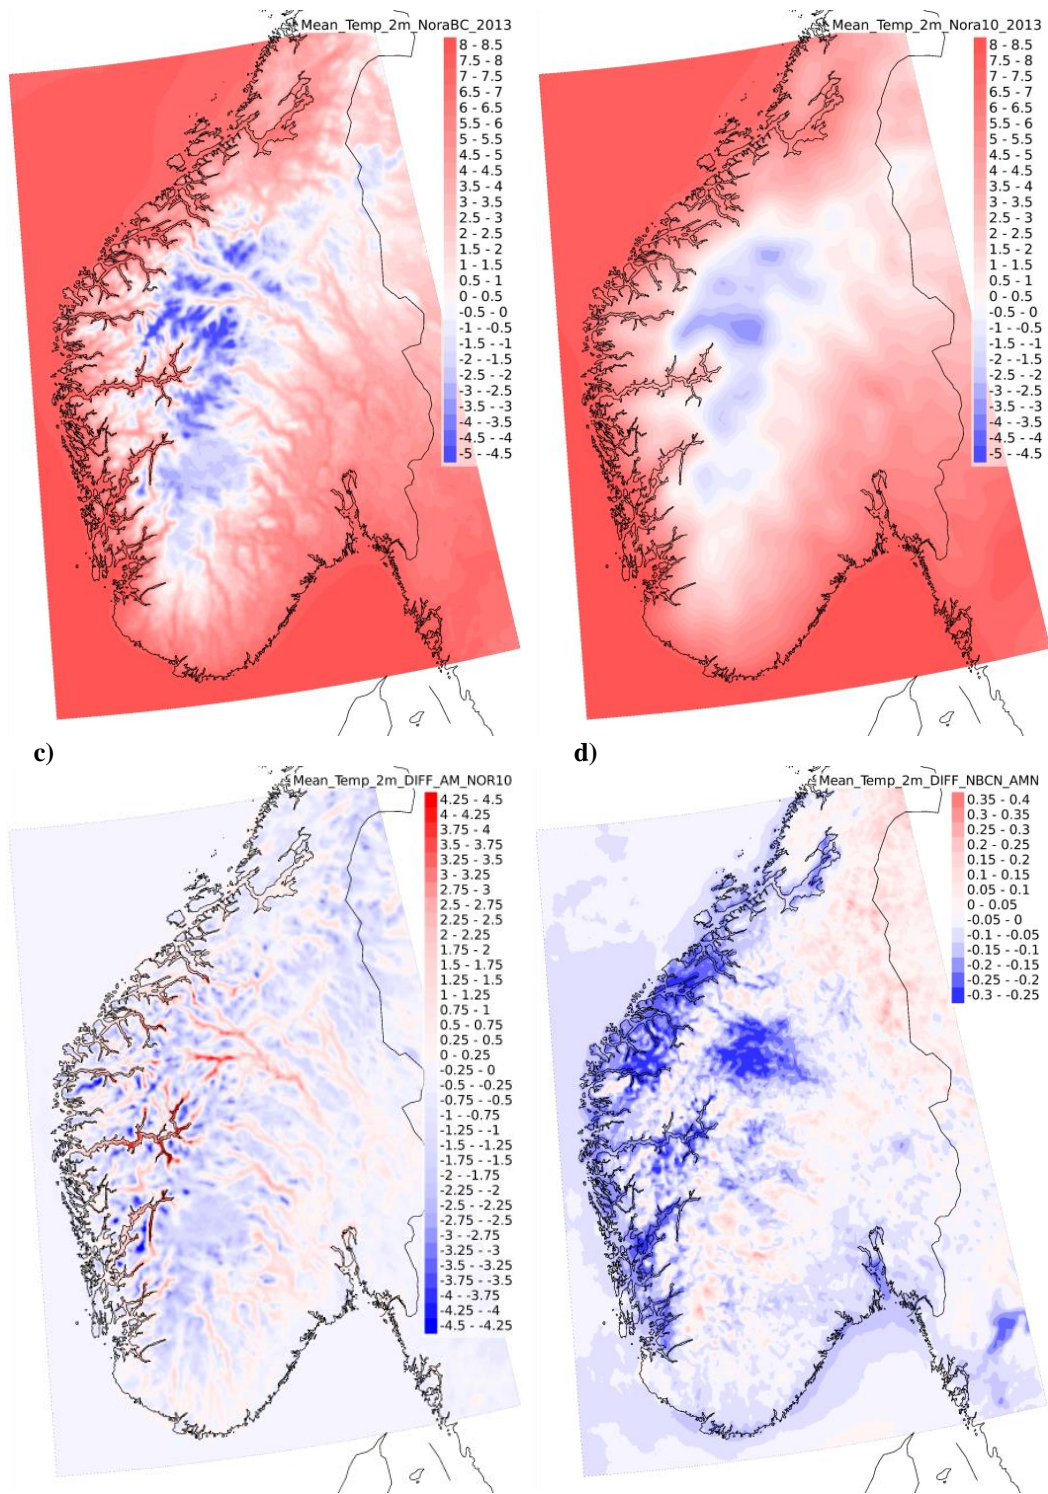 Mean_Temp_2m_NoraBC_2013
8 - 8.5
7.5 - 8
7 - 7.5
6.5 - 7
6 - 6.5
5.5 - 6
5 - 5.5
4.5 - 5
4 - 4.5
3.5 - 4
3 - 3.5
2.5 - 3
2 - 2.5
1.5 - 2
1 - 1.5
0.5 - 1
0 - 0.5
-0.5 - 0
-1 - -0.5
-1.5 - -1
-2 - -1.5
-2.5 - -2
-3 - -2.5
-3.5 - -3
-4 - -3.5
-4.5 - -4
-5 - -4.5
Mean_Temp_2m_Nora10_2013
8 - 8.5
7.5 - 8
7 - 7.5
6.5 - 7
6 - 6.5
5.5 - 6
5 - 5.5
4.5 - 5
4 - 4.5
3.5 - 4
3 - 3.5
2.5 - 3
2 - 2.5
1.5 - 2
1 - 1.5
0.5 - 1
0 - 0.5
-0.5 - 0
-1 - -0.5
-1.5 - -1
-2 - -1.5
-2.5 - -2
-3 - -2.5
-3.5 - -3
-4 - -3.5
-4.5 - -4
-5 - -4.5
c)
d)
Mean_Temp_2m_DIFF_AM_NOR10
4.25 - 4.5
4 - 4.25
3.75 - 4
3.5 - 3.75
3.25 - 3.5
3 - 3.25
2.75 - 3
2.5 - 2.75
2.25 - 2.5
2 - 2.25
1.75 - 2
1.5 - 1.75
1.25 - 1.5
1 - 1.25
0.75 - 1
0.5 - 0.75
0.25 - 0.5
0 - 0.25
-0.25 - 0
-0.5 - -0.25
-0.75 - -0.5
-1 - -0.75
-1.25 - -1
-1.5 - -1.25
-1.75 - -1.5
-2 - -1.75
-2.25 - -2
-2.5 - -2.25
-2.75 - -2.5
-3 - -2.75
-3.25 - -3
-3.5 - -3.25
-3.75 - -3.5
-4 - -3.75
-4.25 - -4
-4.5 - -4.25
Mean_Temp_2m_DIFF_NBCN_AMN
0.35 - 0.4
0.3 - 0.35
0.25 - 0.3
0.2 - 0.25
0.15 - 0.2
0.1 - 0.15
0.05 - 0.1
0 - 0.05
-0.05 - 0
-0.1 - -0.05
-0.15 - -0.1
-0.2 - -0.15
-0.25 - -0.2
-0.3 - -0.25